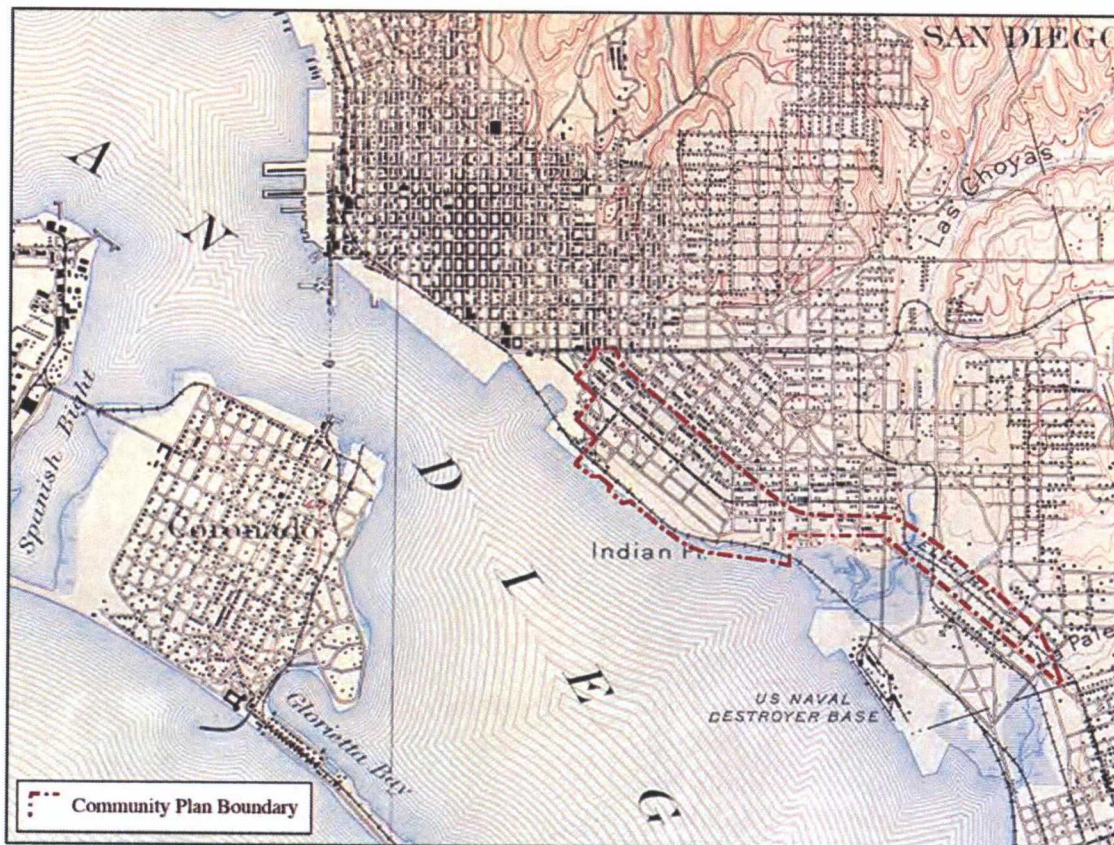 SAN DIEGO
Las Choyas
A
N
Spanish Bight
Coronado
D
Indian
I
E
Glorietta Bay
US NAVAL
DESTROYER BASE
G
Community Plan Boundary